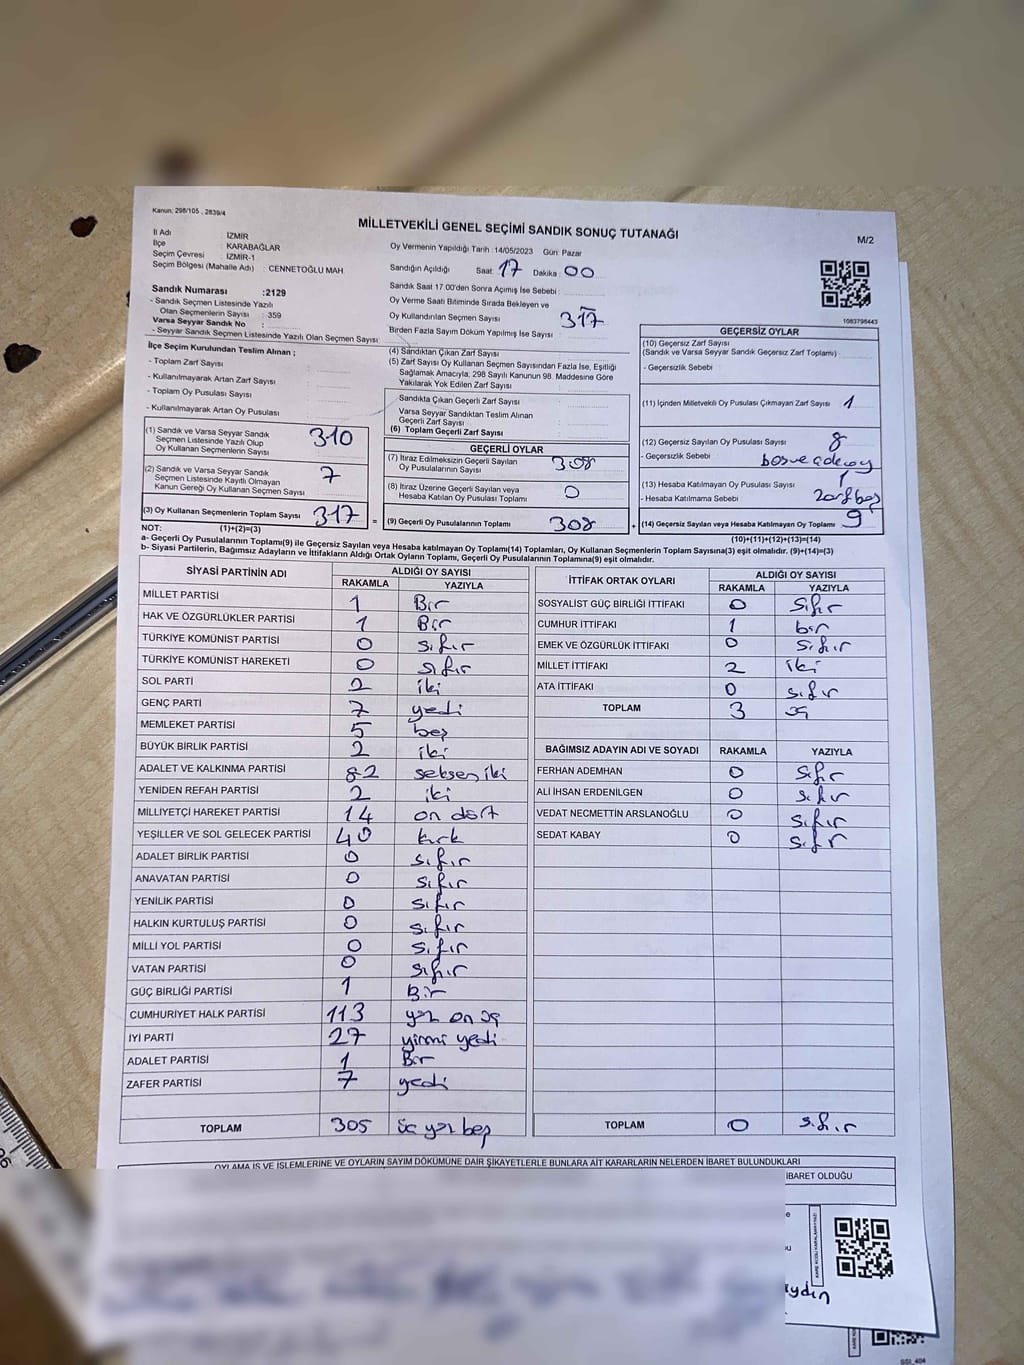 Kanun: 298/105 , 2839/4
MİLLETVEKİLİ GENEL SEÇİMİ SANDIK SONUÇ TUTANAĞI
M/2
İl Adı İZMİR
İlçe KARABAĞLAR
Seçim Çevresi İZMİR-1
Seçim Bölgesi (Mahalle Adı) : CENNETOĞLU MAH
Oy Vermenin Yapıldığı Tarih :14/05/2023 Gün: Pazar
Sandığın Açıldığı Saat: 17 Dakika: 00
Sandık Saat 17.00'den Sonra Açımış İse Sebebi :
Oy Verme Saati Bitiminde Sırada Bekleyen ve
Oy Kullandırılan Seçmen Sayısı : 317
Birden Fazla Sayım Döküm Yapılmış İse Sayısı :
Sandık Numarası :2129
- Sandık Seçmen Listesinde Yazılı
Olan Seçmenlerin Sayısı : 359
Varsa Seyyar Sandık No :
- Seyyar Sandık Seçmen Listesinde Yazılı Olan Seçmen Sayısı:
1083798443
İlçe Seçim Kurulundan Teslim Alınan ;
- Toplam Zarf Sayısı
- Kullanılmayarak Artan Zarf Sayısı
- Toplam Oy Pusulası Sayısı
- Kullanılmayarak Artan Oy Pusulası
(4) Sandıktan Çıkan Zarf Sayısı
(5) Zarf Sayısı Oy Kullanan Seçmen Sayısından Fazla İse, Eşitliği
Sağlamak Amacıyla, 298 Sayılı Kanunun 98. Maddesine Göre
Yakılarak Yok Edilen Zarf Sayısı
Sandıkta Çıkan Geçerli Zarf Sayısı
Varsa Seyyar Sandıktan Teslim Alınan
Geçerli Zarf Sayısı
(6) Toplam Geçerli Zarf Sayısı
GEÇERSİZ OYLAR
(10) Geçersiz Zarf Sayısı
(Sandık ve Varsa Seyyar Sandık Geçersiz Zarf Toplamı)
- Geçersizlik Sebebi
(11) İçinden Milletvekili Oy Pusulası Çıkmayan Zarf Sayısı 1
(12) Geçersiz Sayılan Oy Pusulası Sayısı 8
- Geçersizlik Sebebi
(13) Hesaba Katılmayan Oy Pusulası Sayısı
- Hesaba Katılmama Sebebi Zarf boş
(14) Geçersiz Sayılan veya Hesaba Katılmayan Oy Toplamı 9
(10)+(11)+(12)+(13)=(14)
(1) Sandık ve Varsa Seyyar Sandık
Seçmen Listesinde Yazılı Olup
Oy Kullanan Seçmenlerin Sayısı 310
(2) Sandık ve Varsa Seyyar Sandık
Seçmen Listesinde Kayıtlı Olmayan
Kanun Gereği Oy Kullanan Seçmen Sayısı 7
(3) Oy Kullanan Seçmenlerin Toplam Sayısı 317 =
GEÇERLİ OYLAR
(7) İtiraz Edilmeksizin Geçerli Sayılan
Oy Pusulalarının Sayısı 308
(8) İtiraz Üzerine Geçerli Sayılan veya
Hesaba Katılan Oy Pusulası Toplamı 0
(9) Geçerli Oy Pusulalarının Toplamı 308 +
NOT: (1)+(2)=(3)
a- Geçerli Oy Pusulalarının Toplamı(9) ile Geçersiz Sayılan veya Hesaba katılmayan Oy Toplamı(14) Toplamları, Oy Kullanan Seçmenlerin Toplam Sayısına(3) eşit olmalıdır. (9)+(14)=(3)
b- Siyasi Partilerin, Bağımsız Adayların ve İttifakların Aldığı Ortak Oyların Toplamı, Geçerli Oy Pusulalarının Toplamına(9) eşit olmalıdır.
SİYASİ PARTİNİN ADI ALDIĞI OY SAYISI
RAKAMLA YAZIYLA
MİLLET PARTİSİ 1 Bir
HAK VE ÖZGÜRLÜKLER PARTİSİ 1 Bir
TÜRKİYE KOMÜNİST PARTİSİ 0 sıfır
TÜRKİYE KOMÜNİST HAREKETİ 0 sıfır
SOL PARTİ 2 iki
GENÇ PARTİ 7 yedi
MEMLEKET PARTİSİ 5 beş
BÜYÜK BİRLİK PARTİSİ 2 iki
ADALET VE KALKINMA PARTİSİ 82 seksen iki
YENİDEN REFAH PARTİSİ 2 iki
MİLLİYETÇİ HAREKET PARTİSİ 14 on dört
YEŞİLLER VE SOL GELECEK PARTİSİ 40 kırk
ADALET BİRLİK PARTİSİ 0 sıfır
ANAVATAN PARTİSİ 0 sıfır
YENİLİK PARTİSİ 0 sıfır
HALKIN KURTULUŞ PARTİSİ 0 sıfır
MİLLİ YOL PARTİSİ 0 sıfır
VATAN PARTİSİ 0 sıfır
GÜÇ BİRLİĞİ PARTİSİ 1 Bir
CUMHURİYET HALK PARTİSİ 113 yüz on üç
İYİ PARTİ 27 yirmi yedi
ADALET PARTİSİ 1 Bir
ZAFER PARTİSİ 7 yedi
TOPLAM 305 üç yüz beş
İTTİFAK ORTAK OYLARI ALDIĞI OY SAYISI
RAKAMLA YAZIYLA
SOSYALİST GÜÇ BİRLİĞİ İTTİFAKI 0 sıfır
CUMHUR İTTİFAKI 1 bir
EMEK VE ÖZGÜRLÜK İTTİFAKI 0 sıfır
MİLLET İTTİFAKI 2 iki
ATA İTTİFAKI 0 sıfır
TOPLAM 3 üç
BAĞIMSIZ ADAYIN ADI VE SOYADI RAKAMLA YAZIYLA
FERHAN ADEMHAN 0 sıfır
ALİ İHSAN ERDENİLGEN 0 sıfır
VEDAT NECMETTİN ARSLANOĞLU 0 sıfır
SEDAT KABAY 0 sıfır
TOPLAM 0 sıfır
OYLAMA İŞ VE İŞLEMLERİNE VE OYLARIN SAYIM DÖKÜMÜNE DAİR ŞİKAYETLERLE BUNLARA AİT KARARLARIN NELERDEN İBARET BULUNDUKLARI
İBARET OLDUĞU
aydın